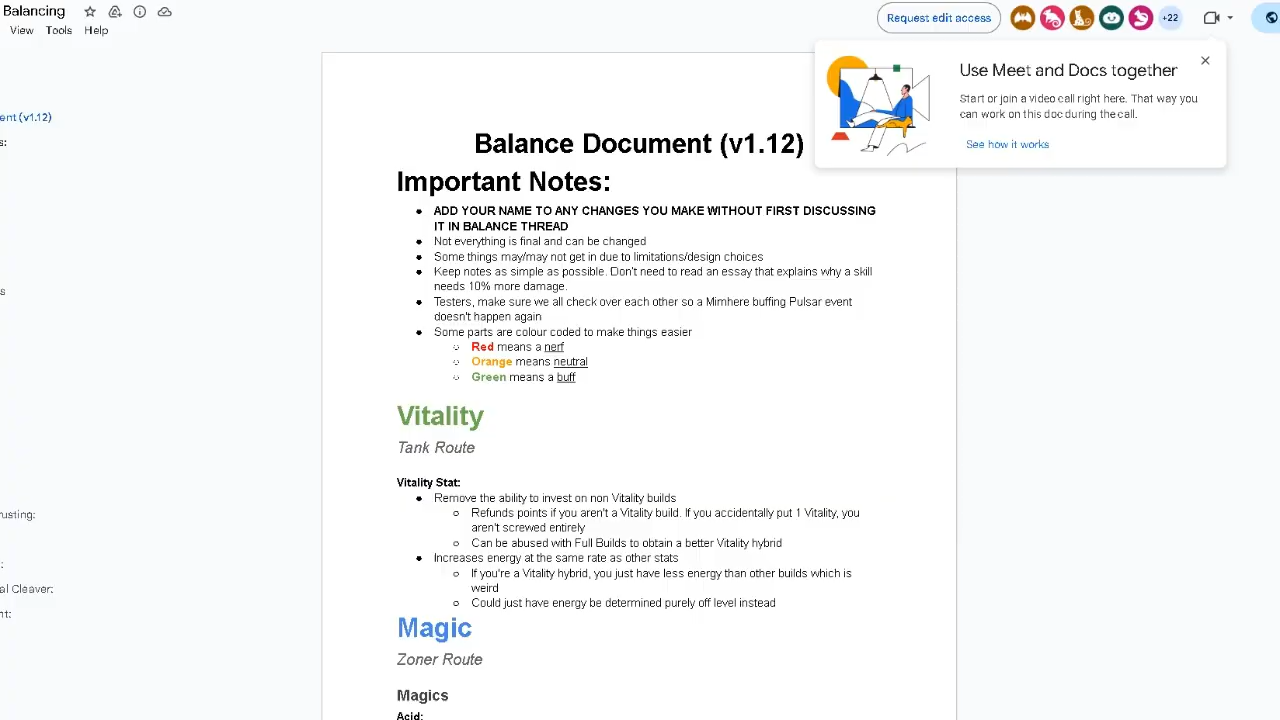 Balancing
View Tools Help
Request edit access
+22
Use Meet and Docs together
Start or join a video call right here. That way you
can work on this doc during the call.
See how it works
ent (v1.12)
s:
s
rusting:
:
al Cleaver:
nt:
Balance Document (v1.12)
Important Notes:
● ADD YOUR NAME TO ANY CHANGES YOU MAKE WITHOUT FIRST DISCUSSING
IT IN BALANCE THREAD
● Not everything is final and can be changed
● Some things may/may not get in due to limitations/design choices
● Keep notes as simple as possible. Don't need to read an essay that explains why a skill
needs 10% more damage.
● Testers, make sure we all check over each other so a Mimhere buffing Pulsar event
doesn't happen again
● Some parts are colour coded to make things easier
○ Red means a nerf
○ Orange means neutral
○ Green means a buff
Vitality
Tank Route
Vitality Stat:
● Remove the ability to invest on non Vitality builds
○ Refunds points if you aren't a Vitality build. If you accidentally put 1 Vitality, you
aren't screwed entirely
○ Can be abused with Full Builds to obtain a better Vitality hybrid
● Increases energy at the same rate as other stats
○ If you're a Vitality hybrid, you just have less energy than other builds which is
weird
○ Could just have energy be determined purely off level instead
Magic
Zoner Route
Magics
Acid: